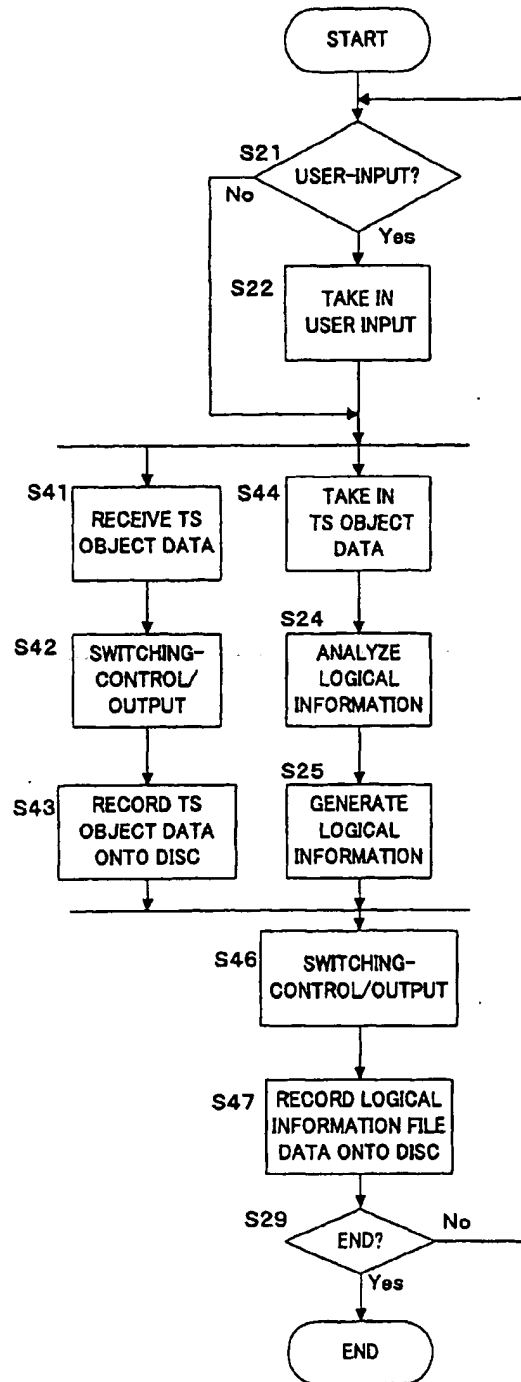 START
S21
USER-INPUT?
No
Yes
S22
TAKE IN
USER INPUT
S41
RECEIVE TS
OBJECT DATA
S42
SWITCHING-
CONTROL/
OUTPUT
S43
RECORD TS
OBJECT DATA
ONTO DISC
S44
TAKE IN
TS OBJECT
DATA
S24
ANALYZE
LOGICAL
INFORMATION
S25
GENERATE
LOGICAL
INFORMATION
S46
SWITCHING-
CONTROL/OUTPUT
S47
RECORD LOGICAL
INFORMATION FILE
DATA ONTO DISC
S29
END?
No
Yes
END